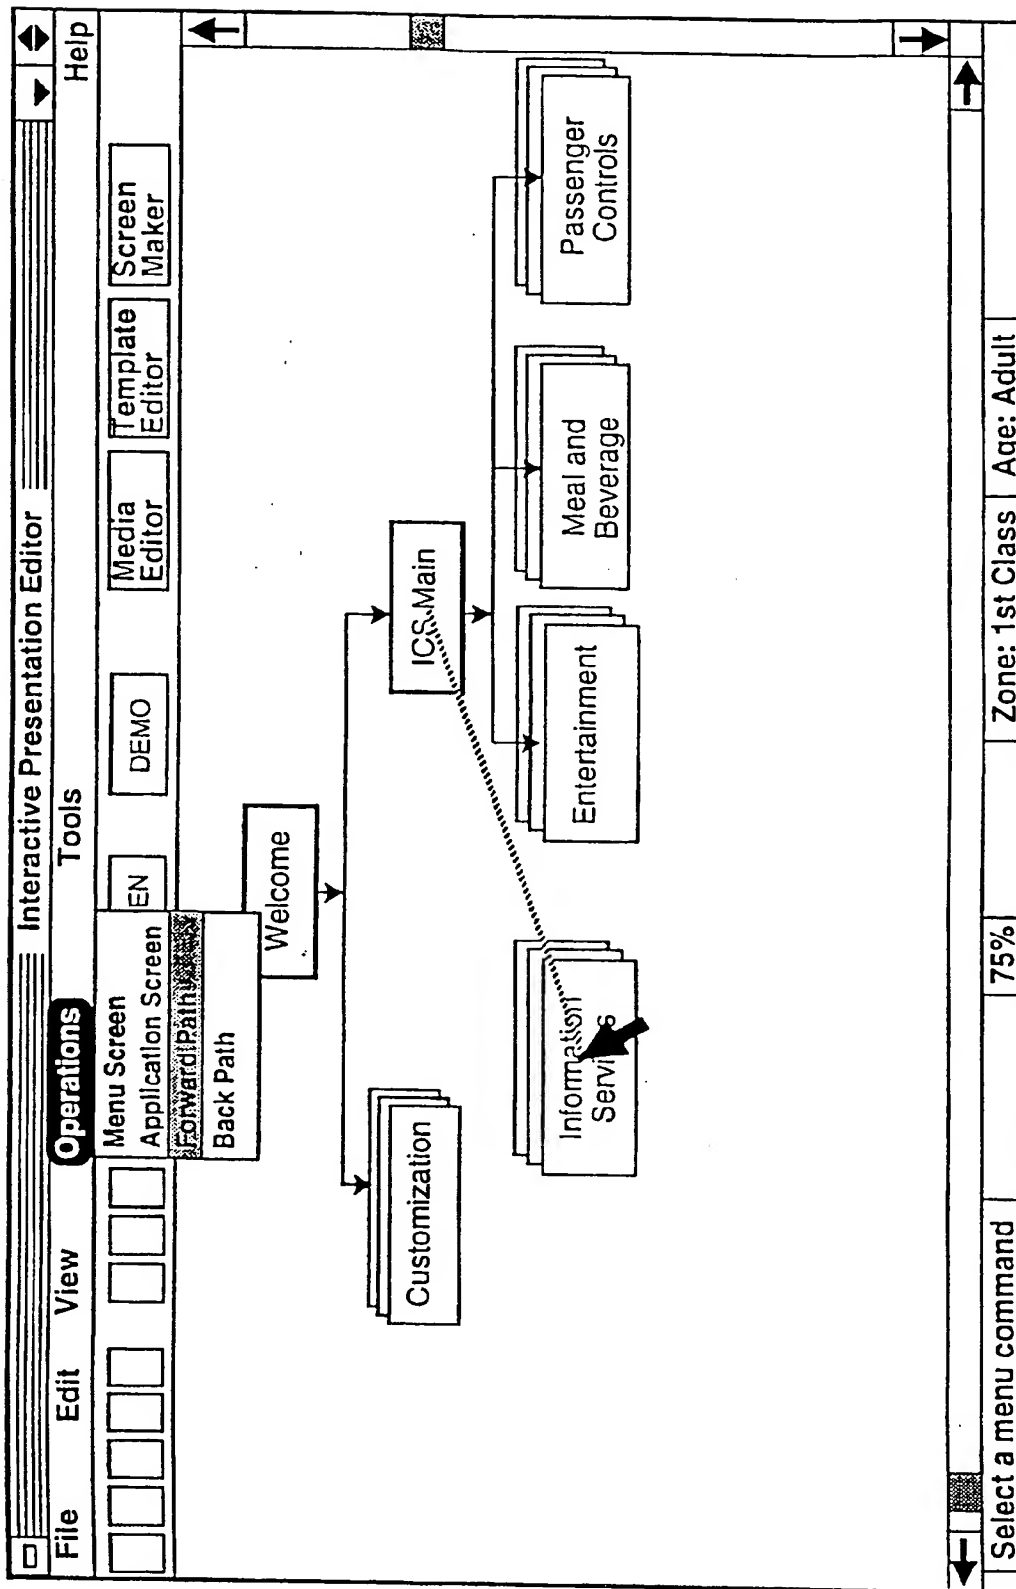 Interactive Presentation Editor
File Edit View Operations Tools Help
EN DEMO
Media
Editor
Template
Editor
Screen
Maker
Menu Screen
Application Screen
Forward Path
Back Path
Welcome
Customization
ICS Main
Information
Services
Entertainment
Meal and
Beverage
Passenger
Controls
Select a menu command 75% Zone: 1st Class Age: Adult